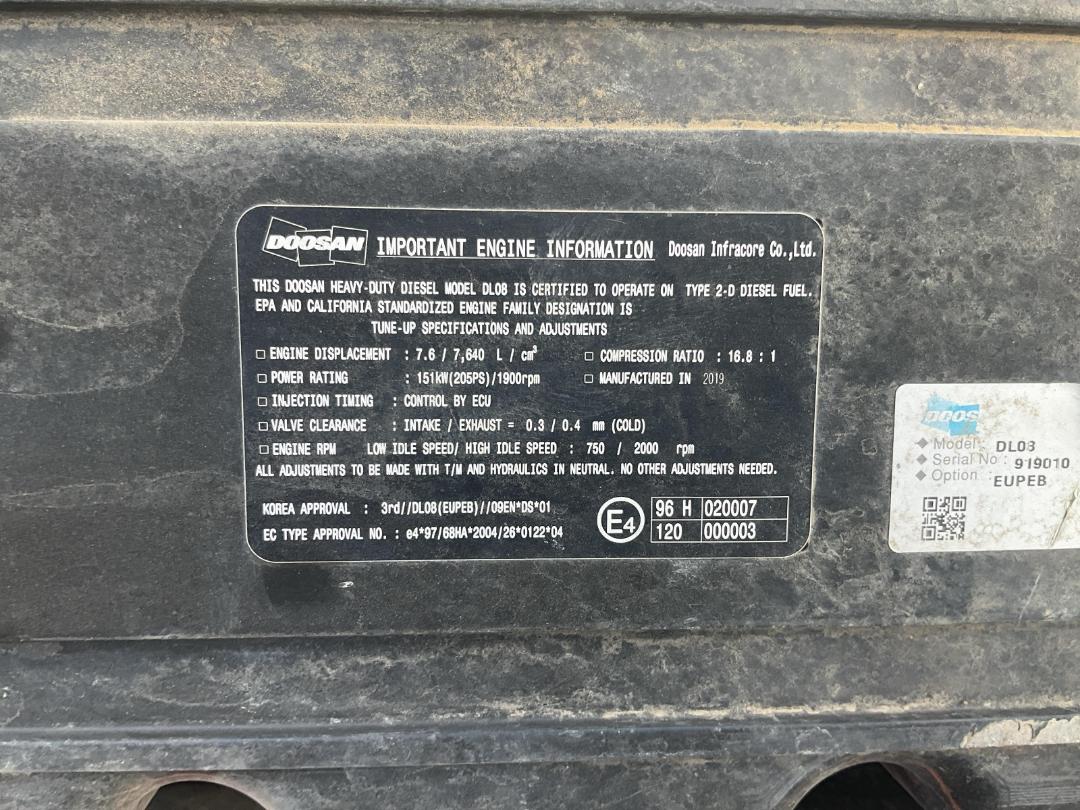 DOOSAN IMPORTANT ENGINE INFORMATION Doosan Infracore Co.,Ltd.
THIS DOOSAN HEAVY-DUTY DIESEL MODEL DL08 IS CERTIFIED TO OPERATE ON TYPE 2-D DIESEL FUEL.
EPA AND CALIFORNIA STANDARDIZED ENGINE FAMILY DESIGNATION IS
TUNE-UP SPECIFICATIONS AND ADJUSTMENTS
□ ENGINE DISPLACEMENT : 7.6 / 7,640 L / cm³ □ COMPRESSION RATIO : 16.8 : 1
□ POWER RATING : 151kW(205PS)/1900rpm □ MANUFACTURED IN 2019
□ INJECTION TIMING : CONTROL BY ECU
□ VALVE CLEARANCE : INTAKE / EXHAUST = 0.3 / 0.4 mm (COLD)
□ ENGINE RPM LOW IDLE SPEED/ HIGH IDLE SPEED : 750 / 2000 rpm
ALL ADJUSTMENTS TO BE MADE WITH T/M AND HYDRAULICS IN NEUTRAL. NO OTHER ADJUSTMENTS NEEDED.
KOREA APPROVAL : 3rd//DL08(EUPEB)//09EN*DS*01
EC TYPE APPROVAL NO. : e4*97/68HA*2004/26*0122*04
E4
96 H 020007
120 000003
DOOS
◆ Model : DL08
◆ Serial No : 919010
◆ Option : EUPEB